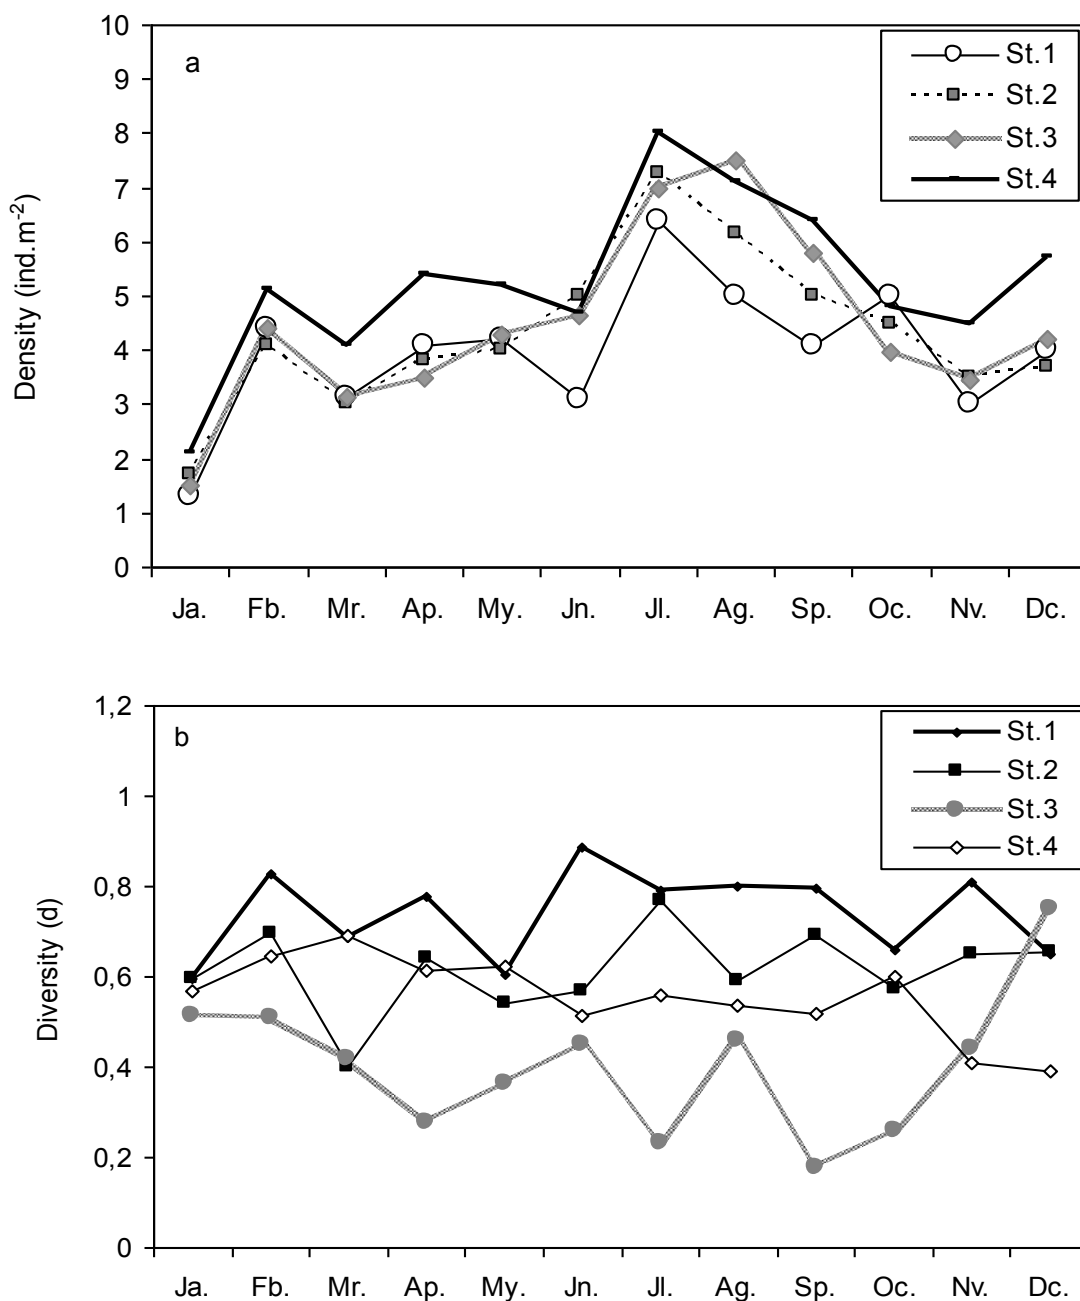 10
9
8
7
6
5
4
3
2
1
0
Density (ind.m-2)
a
St.1
St.2
St.3
St.4
Ja. Fb. Mr. Ap. My. Jn. Jl. Ag. Sp. Oc. Nv. Dc.
1,2
1
0,8
0,6
0,4
0,2
0
Diversity (d)
b
St.1
St.2
St.3
St.4
Ja. Fb. Mr. Ap. My. Jn. Jl. Ag. Sp. Oc. Nv. Dc.